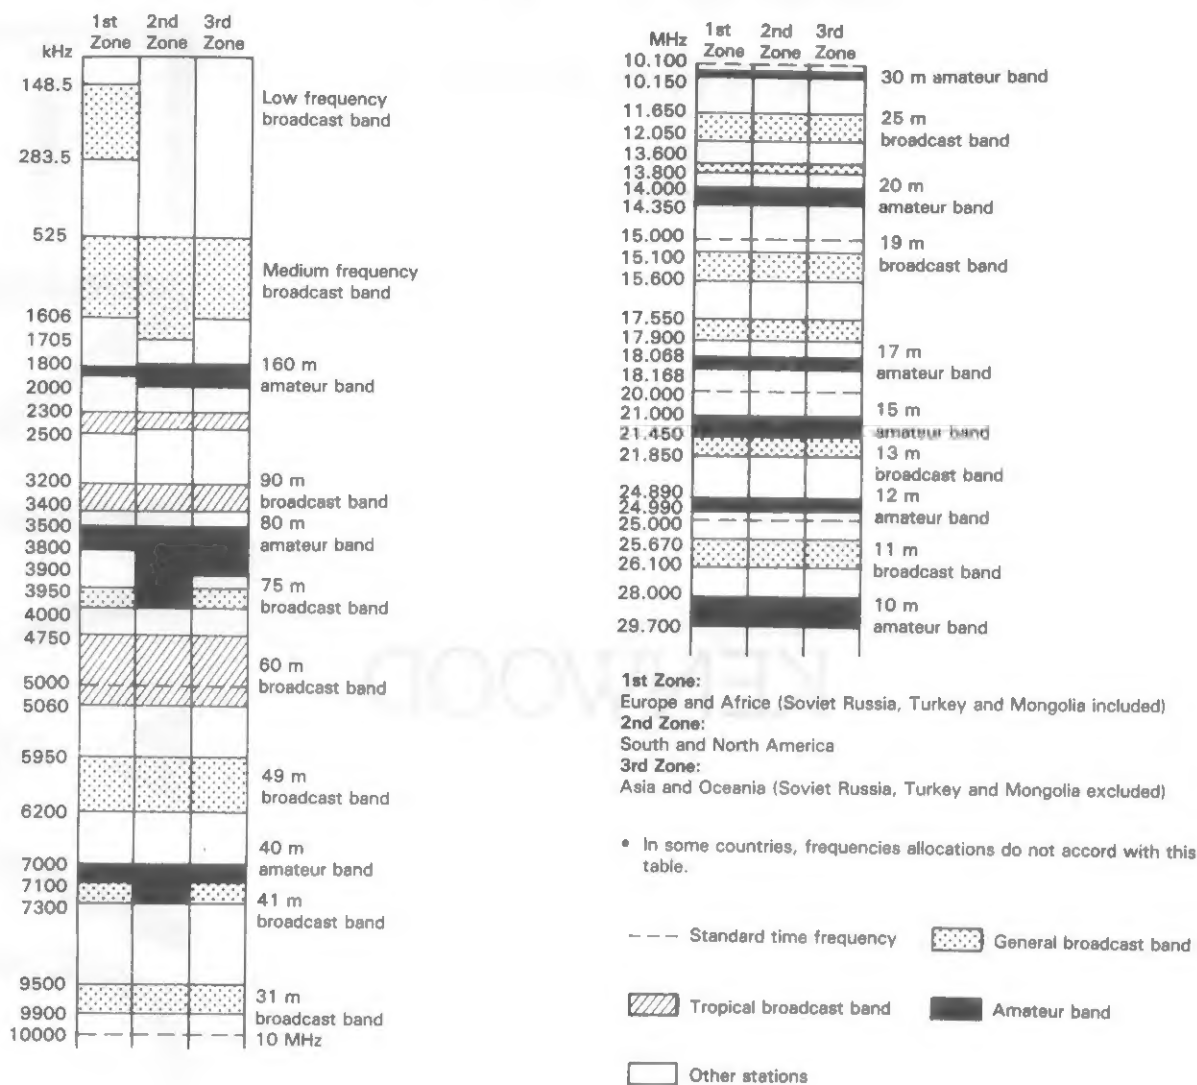 1st 2nd 3rd
kHz Zone Zone Zone
148.5
Low frequency
broadcast band
283.5
525
Medium frequency
broadcast band
1606
1705
1800
160 m
amateur band
2000
2300
2500
3200
90 m
broadcast band
3400
3500
80 m
amateur band
3800
3900
3950
75 m
broadcast band
4000
4750
60 m
broadcast band
5000
5060
5950
49 m
broadcast band
6200
40 m
7000
amateur band
7100
41 m
7300
broadcast band
9500
31 m
9900
broadcast band
10000
10 MHz
1st 2nd 3rd
MHz Zone Zone Zone
10.100
10.150
30 m amateur band
11.650
25 m
12.050
broadcast band
13.600
13.800
14.000
20 m
14.350
amateur band
15.000
19 m
15.100
broadcast band
15.600
17.550
17.900
18.068
17 m
18.168
amateur band
20.000
21.000
15 m
21.450
amateur band
21.850
13 m
broadcast band
24.890
12 m
24.990
amateur band
25.000
25.670
11 m
26.100
broadcast band
28.000
10 m
29.700
amateur band
1st Zone:
Europe and Africe (Soviet Russia, Turkey and Mongolia included)
2nd Zone:
South and North America
3rd Zone:
Asia and Oceania (Soviet Russia, Turkey and Mongolia excluded)
• In some countries, frequencies allocations do not accord with this
table.
Standard time frequency General broadcast band
Tropical broadcast band Amateur band
Other stations
KENWOOD